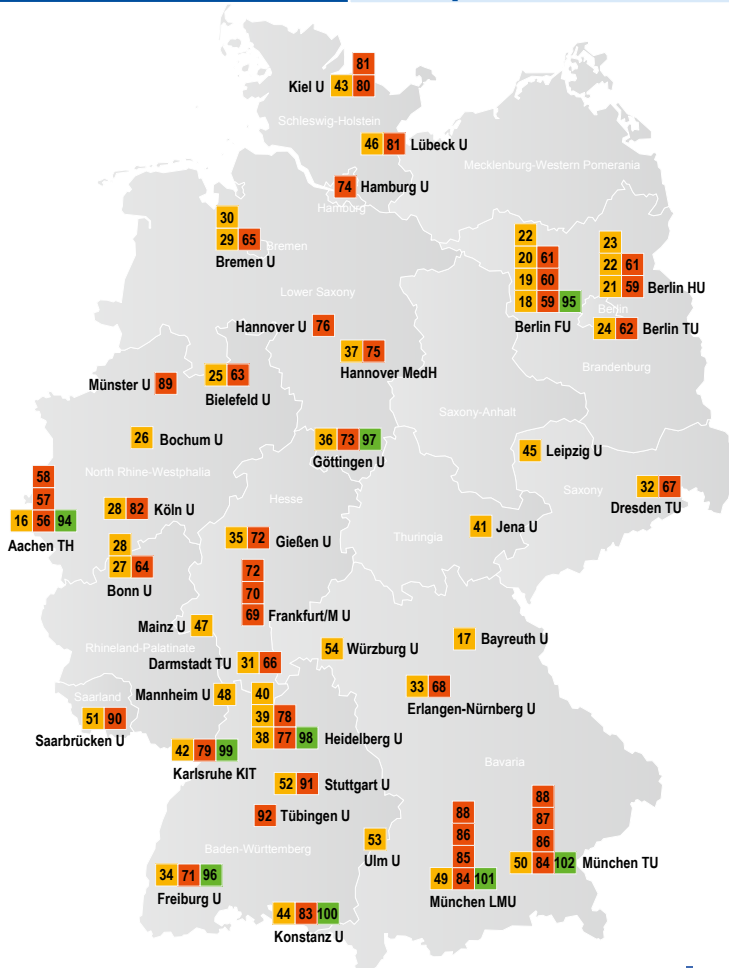 81
Kiel U 43 80
Schleswig-Holstein
46 81 Lübeck U
Mecklenburg-Western Pomerania
74 Hamburg U
Hamburg
30
29 65
Bremen
Bremen U
22
20 61
19 60
18 59 95
Berlin FU
23
22 61
21 59 Berlin HU
Berlin
24 62 Berlin TU
Brandenburg
Lower Saxony
Hannover U 76
37 75
Hannover MedH
Münster U 89
25 63
Bielefeld U
Saxony-Anhalt
26 Bochum U
36 73 97
Göttingen U
45 Leipzig U
North Rhine-Westphalia
58
57
16 56 94
Aachen TH
28 82 Köln U
Hesse
Saxony
32 67
Dresden TU
28
27 64
Bonn U
35 72 Gießen U
Thuringia
41 Jena U
72
70
69 Frankfurt/M U
Mainz U 47
Rhineland-Palatinate
54 Würzburg U
17 Bayreuth U
Darmstadt TU 31 66
33 68
Erlangen-Nürnberg U
Saarland
51 90
Saarbrücken U
Mannheim U 48
40
39 78
38 77 98 Heidelberg U
42 79 99
Karlsruhe KIT
Bavaria
52 91 Stuttgart U
92 Tübingen U
Baden-Württemberg
53
Ulm U
88
86
85
49 84 101
München LMU
88
87
86
50 84 102 München TU
34 71 96
Freiburg U
44 83 100
Konstanz U